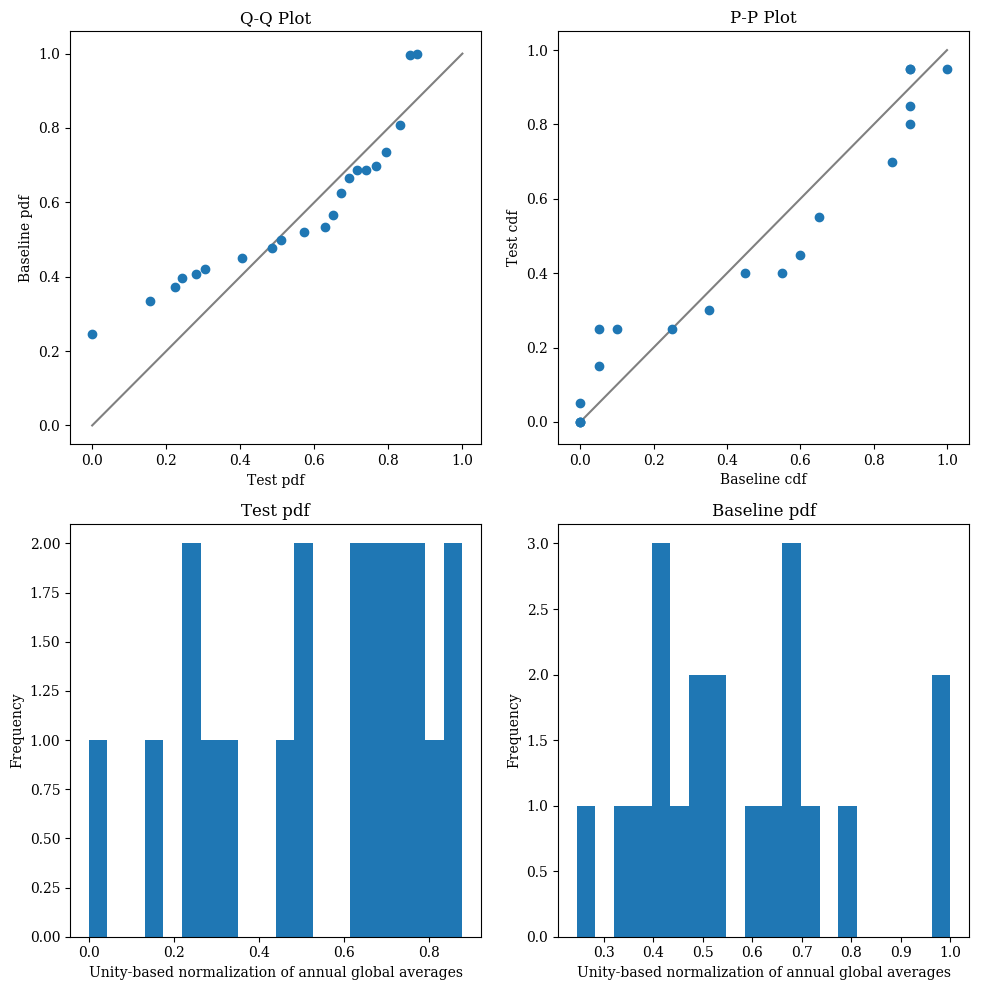 Q-Q Plot
1.0
0.8
0.6
0.4
0.2
0.0
Baseline pdf
0.0 0.2 0.4 0.6 0.8 1.0
Test pdf
P-P Plot
1.0
0.8
0.6
0.4
0.2
0.0
Test cdf
0.0 0.2 0.4 0.6 0.8 1.0
Baseline cdf
Test pdf
2.00
1.75
1.50
1.25
1.00
0.75
0.50
0.25
0.00
Frequency
0.0 0.2 0.4 0.6 0.8
Unity-based normalization of annual global averages
Baseline pdf
3.0
2.5
2.0
1.5
1.0
0.5
0.0
Frequency
0.3 0.4 0.5 0.6 0.7 0.8 0.9 1.0
Unity-based normalization of annual global averages